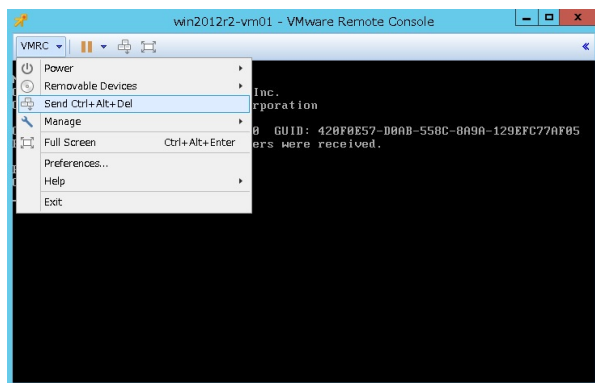 win2012r2-vm01 - VMware Remote Console
VMRC
Power
Removable Devices
Inc.
Send Ctrl+Alt+Del
rporation
Manage
0 GUID: 420F0E57-D0AB-558C-8A9A-129EFC77AF05
Full Screen Ctrl+Alt+Enter
ers were received.
Preferences...
Help
Exit